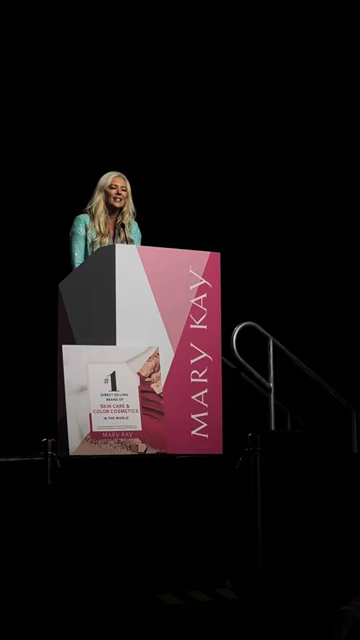 MARY KAY
#1
DIRECT SELLING
BRAND OF
SKIN CARE &
COLOR COSMETICS
IN THE WORLD
MARY KAY